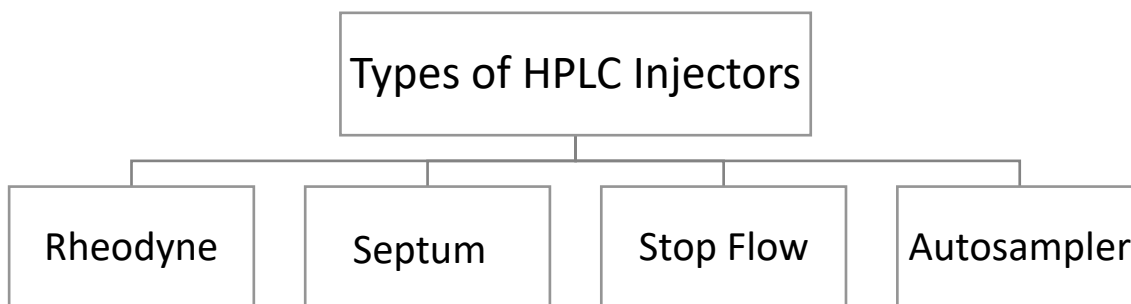 Types of HPLC Injectors
Rheodyne
Septum
Stop Flow
Autosampler